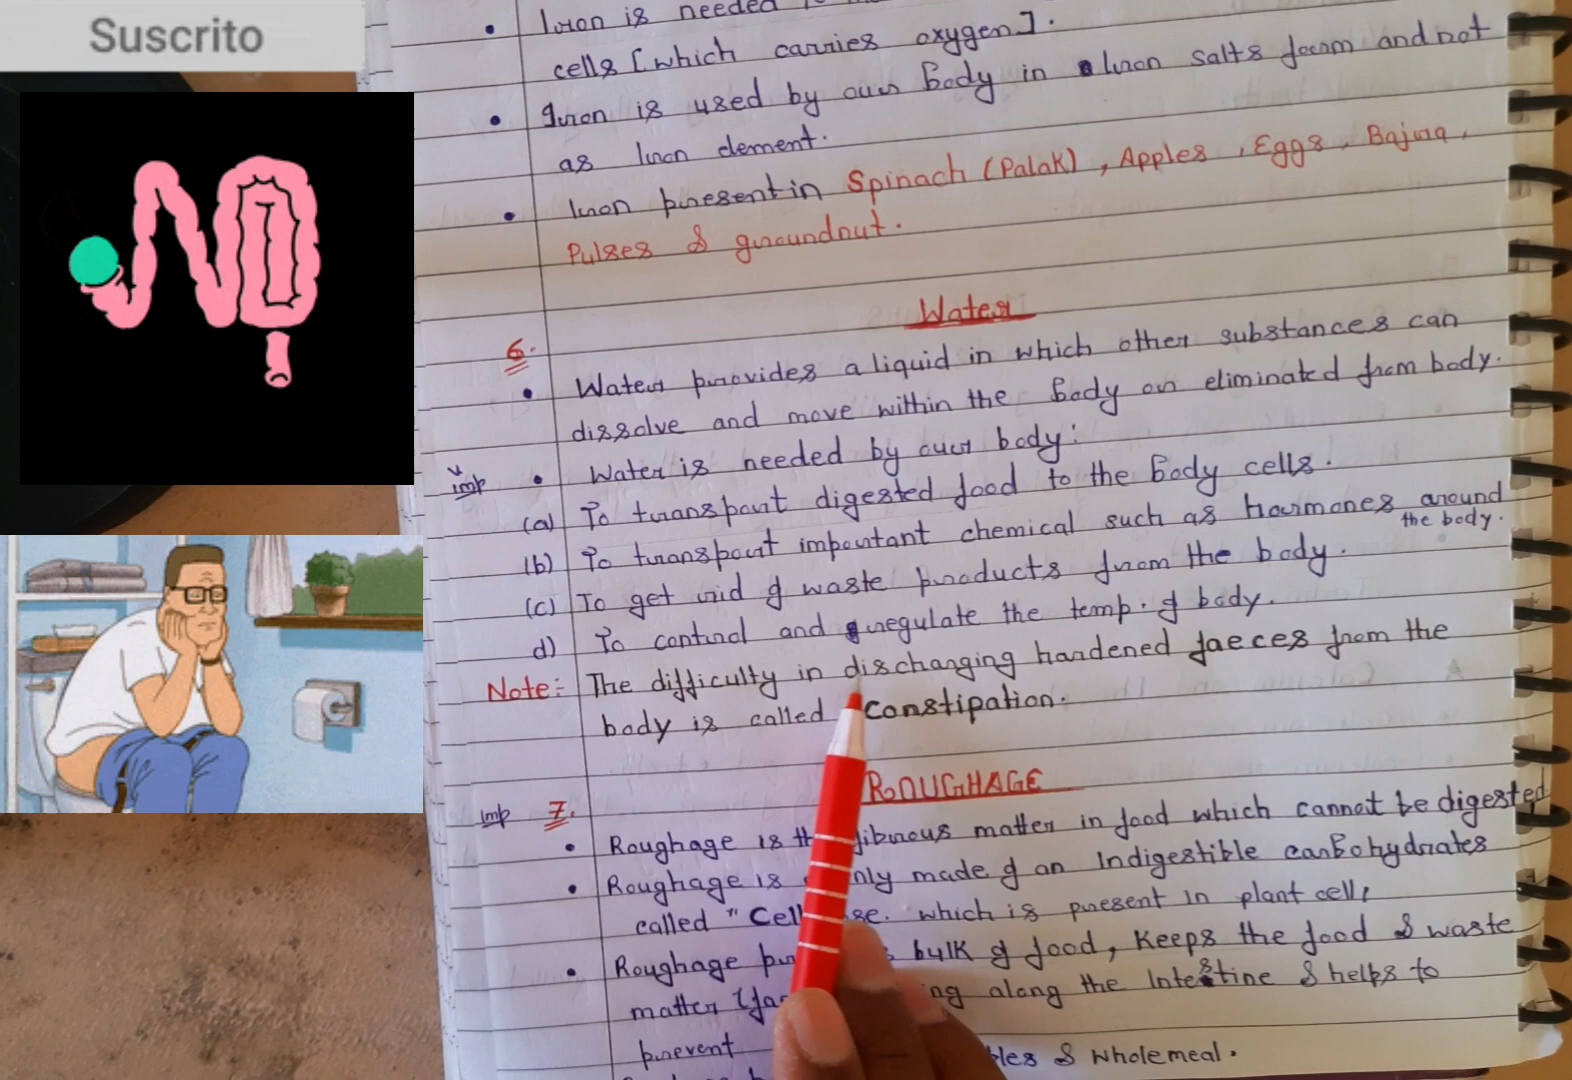 Suscrito
Iron is needed
cells [which carries oxygen].
Iron is used by our body in Iron salts form and not
as Iron element.
Iron present in Spinach (Palak), Apples, Eggs, Bajra,
Pulses & groundnut.
6. Water
Water provides a liquid in which other substances can
dissolve and move within the body or eliminated from body.
V imp Water is needed by our body:
(a) To transport digested food to the body cells.
(b) To transport important chemical such as hormones around the body.
(c) To get rid of waste products from the body.
d) To control and regulate the temp. of body.
Note:- The difficulty in discharging hardened faeces from the
body is called Constipation.
imp 7. ROUGHAGE
Roughage is fibrous matter in food which cannot be digested
Roughage is made of an indigestible carbohydrates
called " which is present in plant cells
Roughage bulk of food, Keeps the food & waste
matter along the Intestine & helps to
prevent & wholemeal.